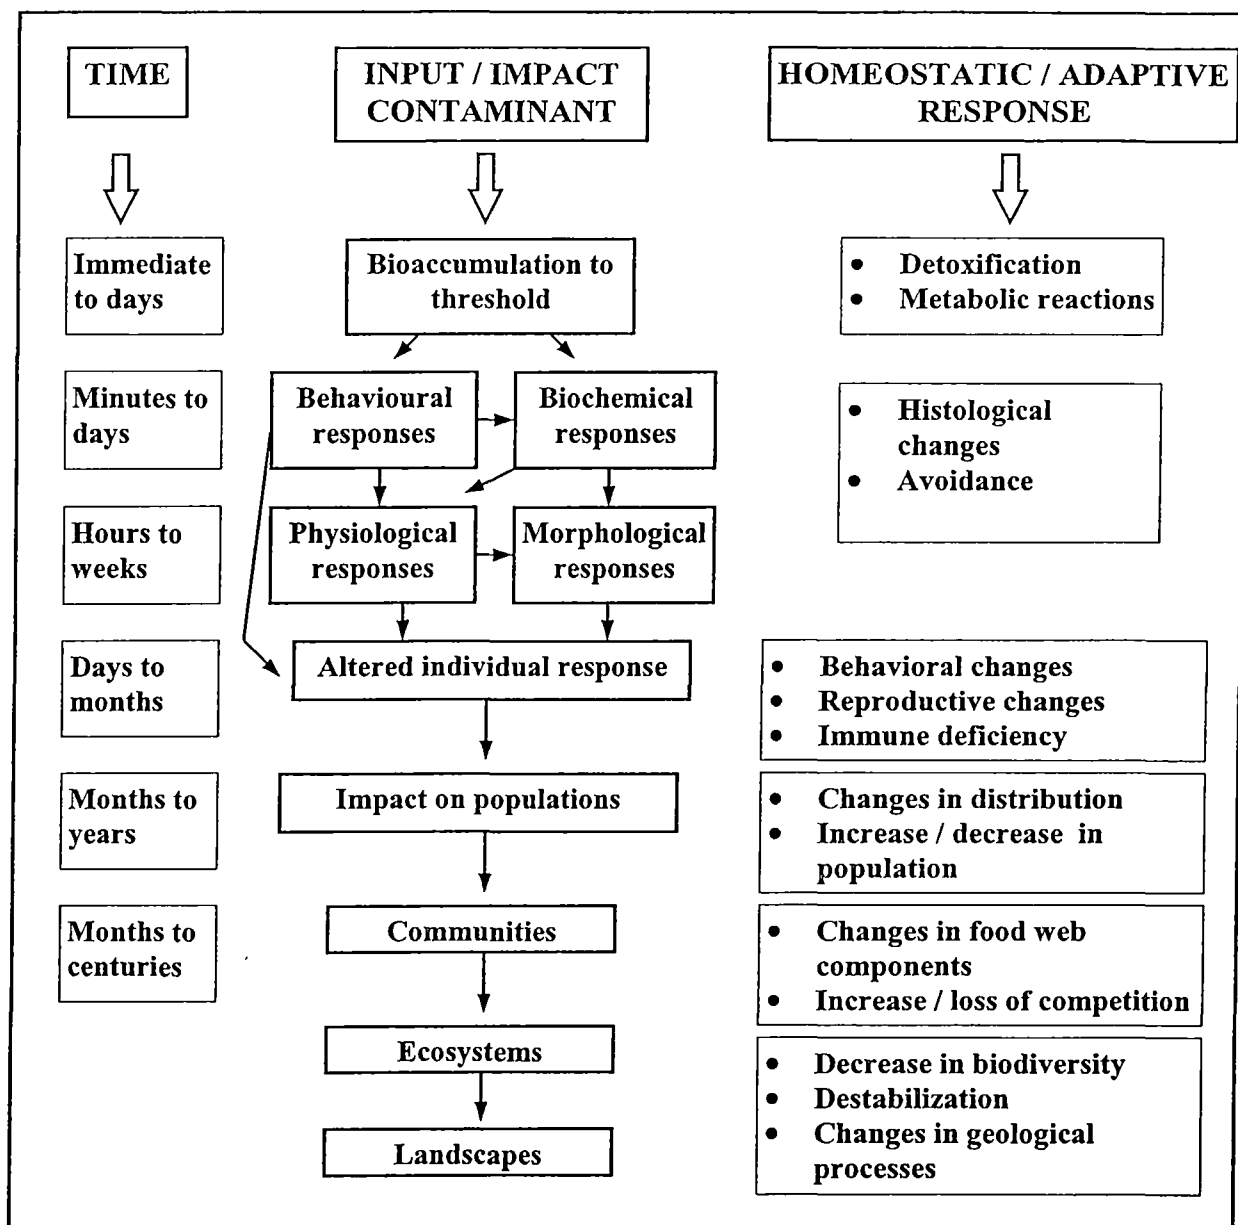 TIME
INPUT / IMPACT
CONTAMINANT
HOMEOSTATIC / ADAPTIVE
RESPONSE
Immediate
to days
Bioaccumulation to
threshold
• Detoxification
• Metabolic reactions
Minutes to
days
Behavioural
responses
Biochemical
responses
• Histological
changes
• Avoidance
Hours to
weeks
Physiological
responses
Morphological
responses
Days to
months
Altered individual response
• Behavioral changes
• Reproductive changes
• Immune deficiency
Months to
years
Impact on populations
• Changes in distribution
• Increase / decrease in
population
Months to
centuries
Communities
• Changes in food web
components
• Increase / loss of competition
Ecosystems
Landscapes
• Decrease in biodiversity
• Destabilization
• Changes in geological
processes